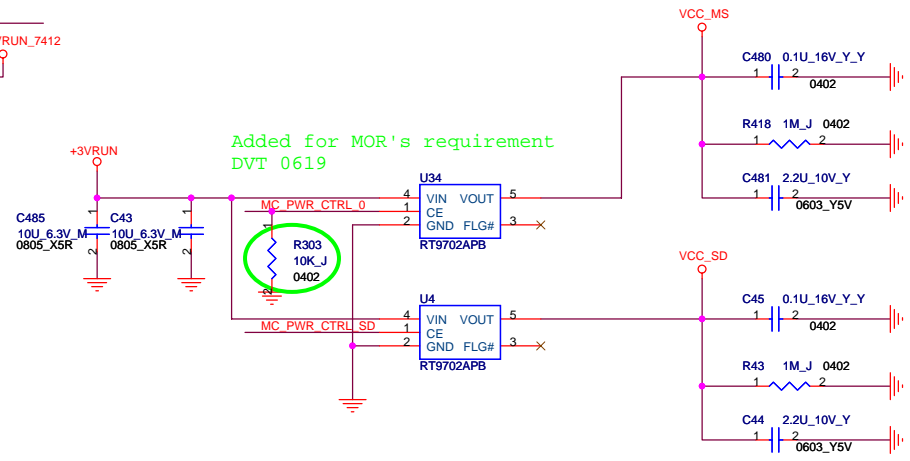 VCC_MS
RUN_7412
C480 0.1U_16V_Y_Y
1 2
0402
R418 1M_J 0402
1 2
C481 2.2U_10V_Y
1 2
0603_Y5V
Added for MOR's requirement
DVT 0619
+3VRUN
U34
4 VIN VOUT 5
1 CE
2 GND FLG# 3
RT9702APB
MC_PWR_CTRL_0
C485
10U_6.3V_M
0805_X5R
1
2
C43
10U_6.3V_M
0805_X5R
1
2
R303
10K_J
0402
1
2
VCC_SD
U4
4 VIN VOUT 5
1 CE
2 GND FLG# 3
RT9702APB
MC_PWR_CTRL_SD
C45 0.1U_16V_Y_Y
1 2
0402
R43 1M_J 0402
1 2
C44 2.2U_10V_Y
1 2
0603_Y5V